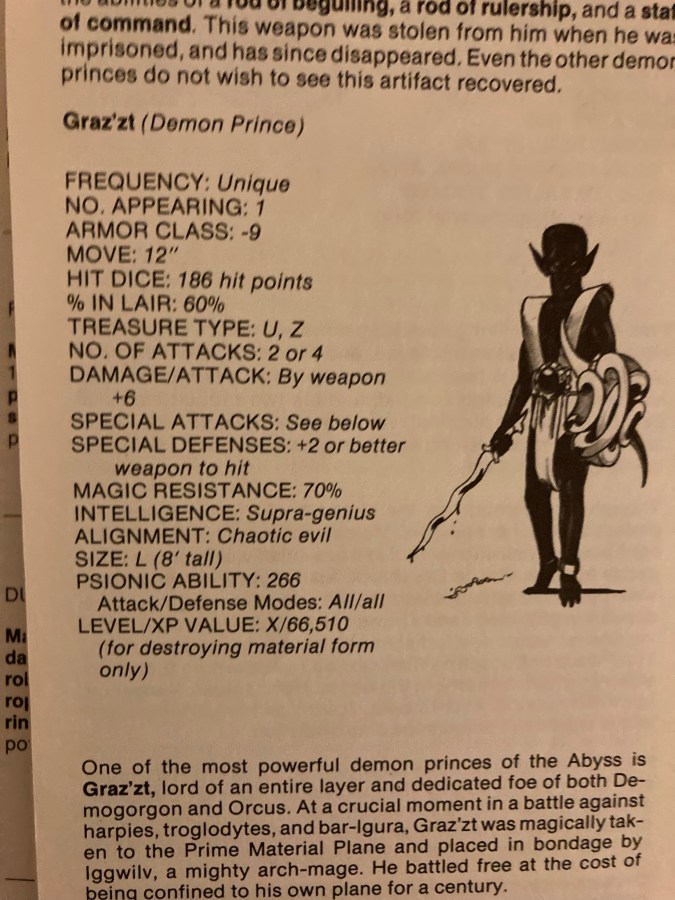 of a rod of beguiling, a rod of rulership, and a
of command. This weapon was stolen from him when he
imprisoned, and has since disappeared. Even the other
princes do not wish to see this artifact recovered.
Graz'zt (Demon Prince)
FREQUENCY: Unique
NO. APPEARING: 1
ARMOR CLASS: -9
MOVE: 12"
HIT DICE: 186 hit points
% IN LAIR: 60%
TREASURE TYPE: U, Z
NO. OF ATTACKS: 2 or 4
DAMAGE/ATTACK: By weapon
+6
SPECIAL ATTACKS: See below
SPECIAL DEFENSES: +2 or better
weapon to hit
MAGIC RESISTANCE: 70%
INTELLIGENCE: Supra-genius
ALIGNMENT: Chaotic evil
SIZE: L (8' tall)
PSIONIC ABILITY: 266
Attack/Defense Modes: All/all
LEVEL/XP VALUE: X/66,510
(for destroying material form
only)
One of the most powerful demon princes of the Abyss is
Graz'zt, lord of an entire layer and dedicated foe of both De-
mogorgon and Orcus. At a crucial moment in a battle against
harpies, troglodytes, and bar-lgura, Graz'zt was magically tak-
en to the Prime Material Plane and placed in bondage by
Iggwilv, a mighty arch-mage. He battled free at the cost of
being confined to his own plane for a century.